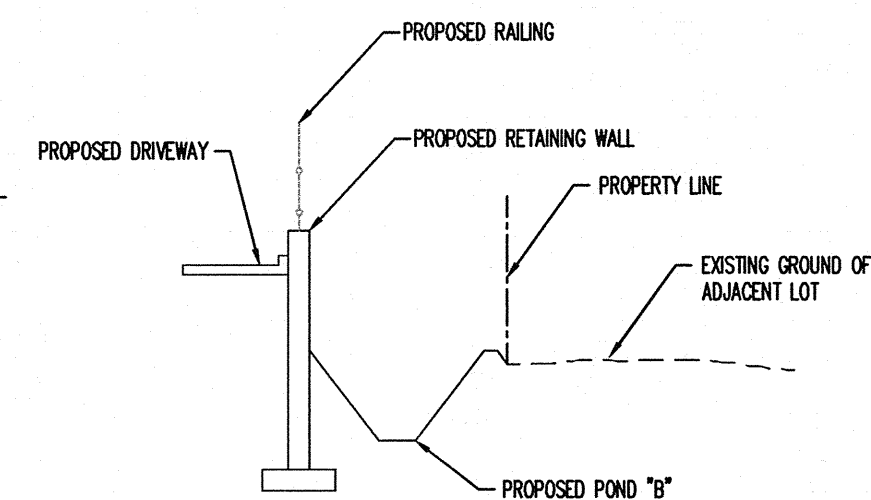 PROPOSED RAILING
PROPOSED RETAINING WALL
PROPOSED DRIVEWAY
PROPERTY LINE
EXISTING GROUND OF
ADJACENT LOT
PROPOSED POND "B"